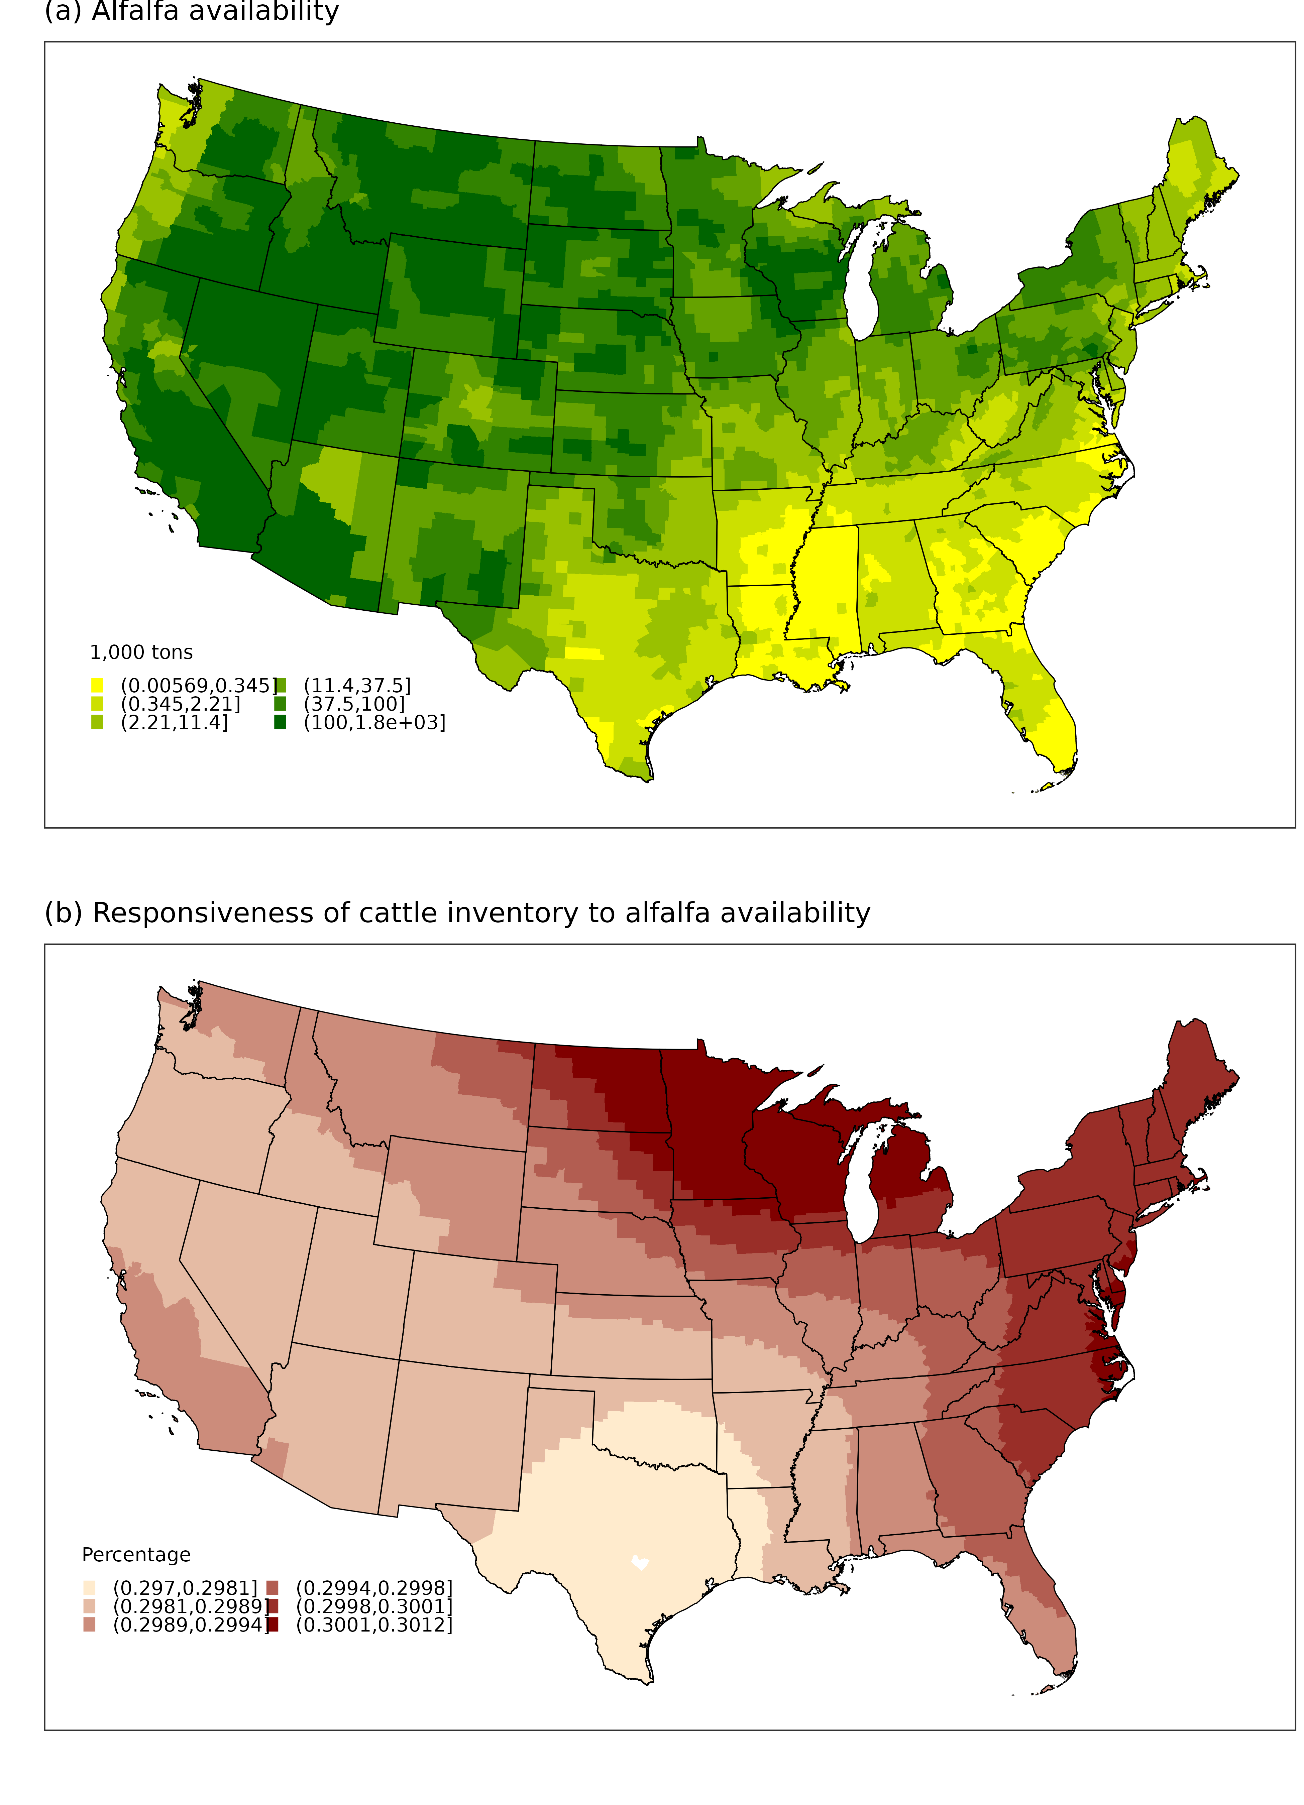 (a) Alfalfa availability
1,000 tons
(0.00569,0.345] (11.4,37.5]
(0.345,2.21] (37.5,100]
(2.21,11.4] (100,1.8e+03]
(b) Responsiveness of cattle inventory to alfalfa availability
Percentage
(0.297,0.2981] (0.2994,0.2998]
(0.2981,0.2989] (0.2998,0.3001]
(0.2989,0.2994] (0.3001,0.3012]